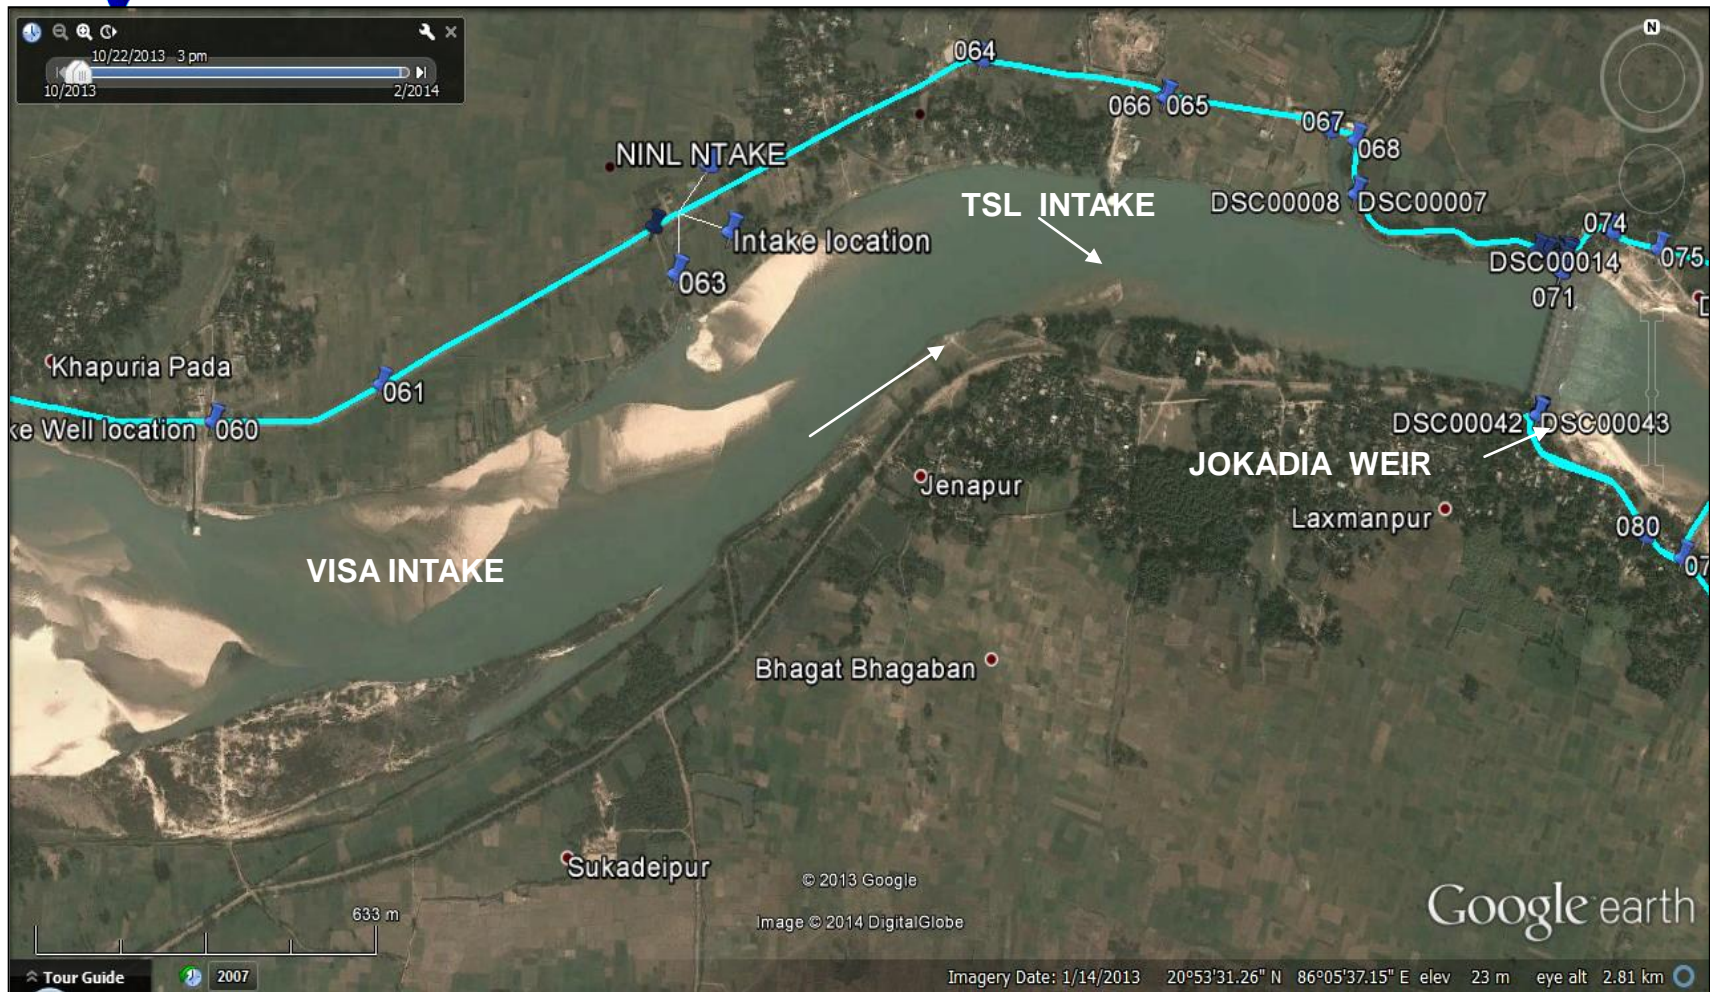 N
10/22/2013 3 pm
10/2013 2/2014
064
066 065
067
068
NINL NTAKE
TSL INTAKE
DSC00008 DSC00007
074
075
Intake location
DSC00014
063
071
D
Khapuria Pada
061
ke Well location 060
DSC00042 DSC00043
JOKADIA WEIR
Jenapur
Laxmanpur
080
07
VISA INTAKE
Bhagat Bhagaban
Sukadeipur
© 2013 Google
Image © 2014 DigitalGlobe
Google earth
633 m
Tour Guide
2007
Imagery Date: 1/14/2013 20°53'31.26" N 86°05'37.15" E elev 23 m eye alt 2.81 km